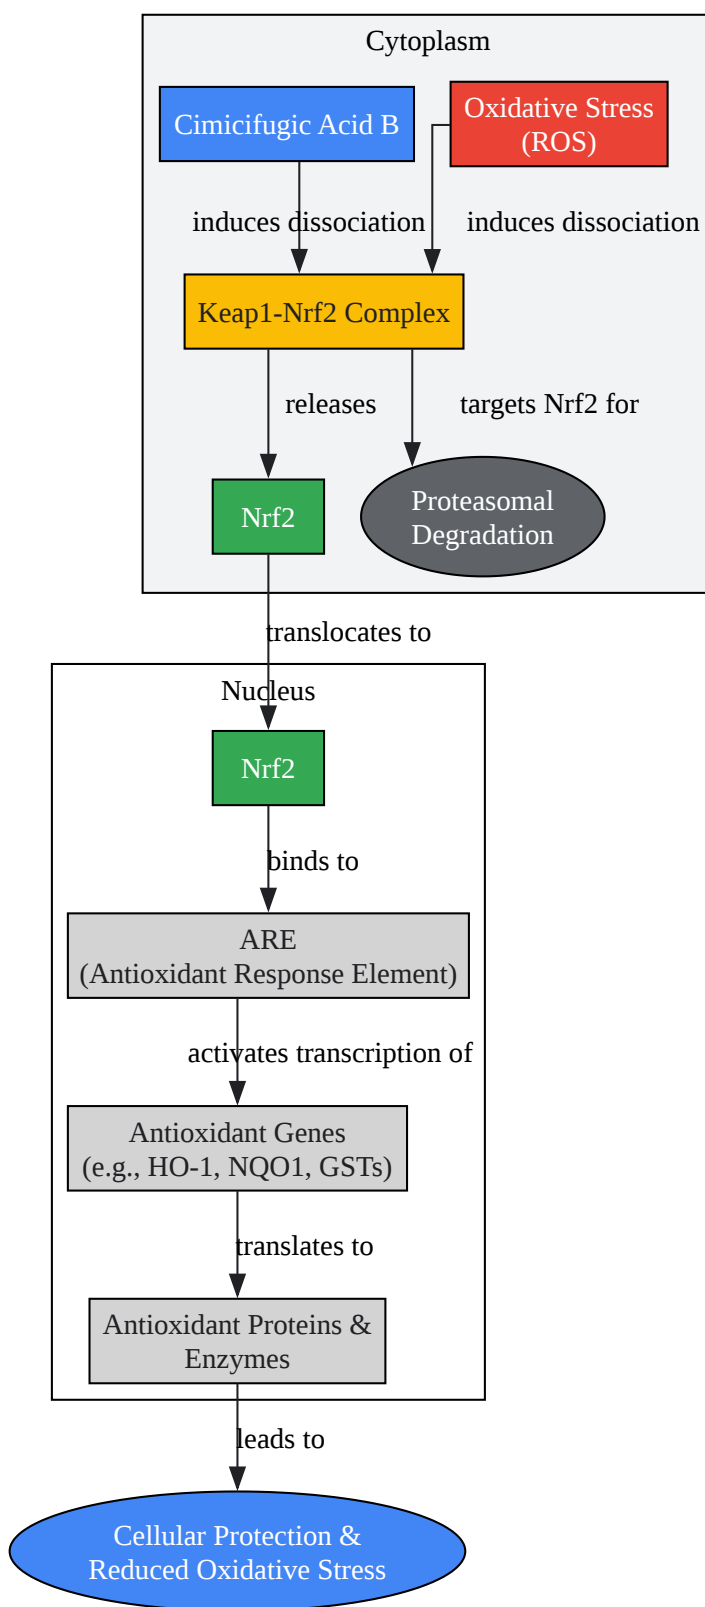 Cytoplasm
Cimicifugic Acid B
Oxidative Stress
(ROS)
induces dissociation
induces dissociation
Keap1-Nrf2 Complex
releases
targets Nrf2 for
Nrf2
Proteasomal
Degradation
translocates to
Nucleus
Nrf2
binds to
ARE
(Antioxidant Response Element)
activates transcription of
Antioxidant Genes
(e.g., HO-1, NQO1, GSTs)
translates to
Antioxidant Proteins &
Enzymes
leads to
Cellular Protection &
Reduced Oxidative Stress